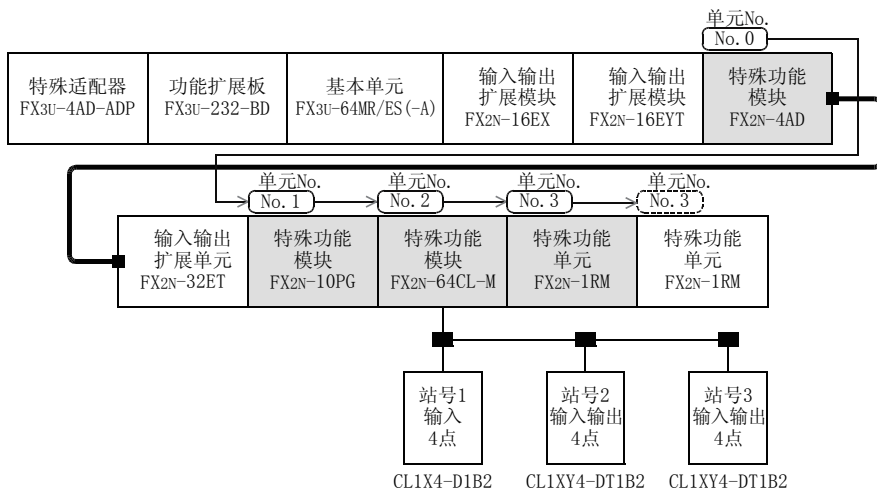 单元No.
No.0
特殊适配器
FX3U-4AD-ADP
功能扩展板
FX3U-232-BD
基本单元
FX3U-64MR/ES(-A)
输入输出
扩展模块
FX2N-16EX
输入输出
扩展模块
FX2N-16EYT
特殊功能
模块
FX2N-4AD
单元No.
No.1
单元No.
No.2
单元No.
No.3
单元No.
No.3
输入输出
扩展单元
FX2N-32ET
特殊功能
模块
FX2N-10PG
特殊功能
模块
FX2N-64CL-M
特殊功能
单元
FX2N-1RM
特殊功能
单元
FX2N-1RM
站号1
输入
4点
站号2
输入输出
4点
站号3
输入输出
4点
CL1X4-D1B2
CL1XY4-DT1B2
CL1XY4-DT1B2